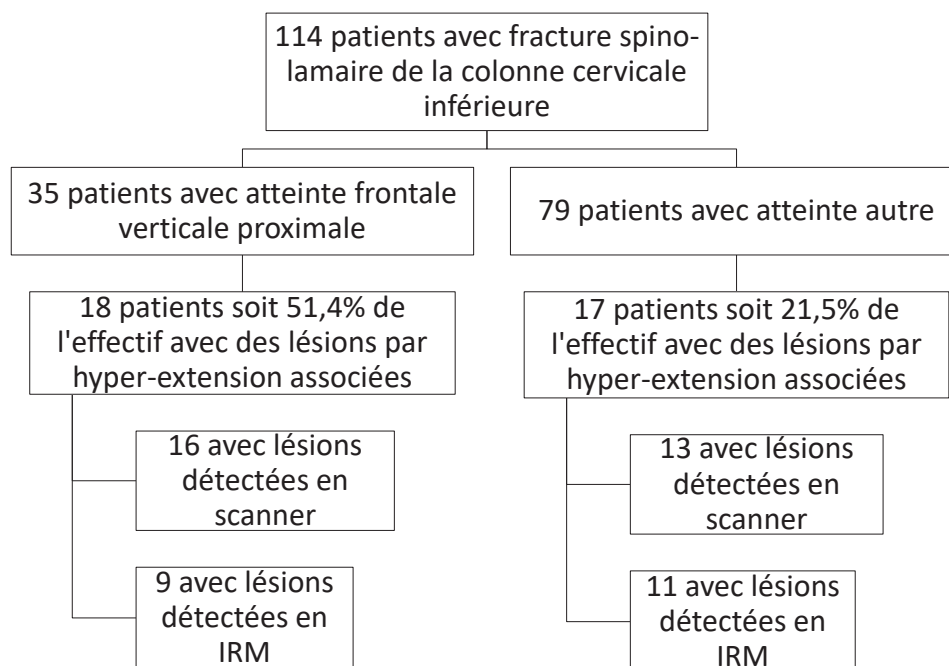 114 patients avec fracture spino-
lamaire de la colonne cervicale
inférieure
35 patients avec atteinte frontale
verticale proximale
79 patients avec atteinte autre
18 patients soit 51,4% de
l'effectif avec des lésions par
hyper-extension associées
17 patients soit 21,5% de
l'effectif avec des lésions par
hyper-extension associées
16 avec lésions
détectées en
scanner
13 avec lésions
détectées en
scanner
9 avec lésions
détectées en
IRM
11 avec lésions
détectées en
IRM